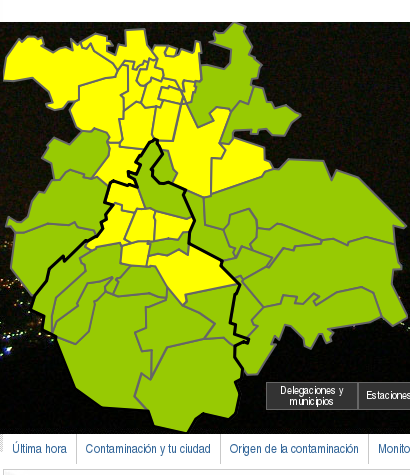 Delegaciones y
municipios
Estaciones
Última hora
Contaminación y tu ciudad
Origen de la contaminación
Monito